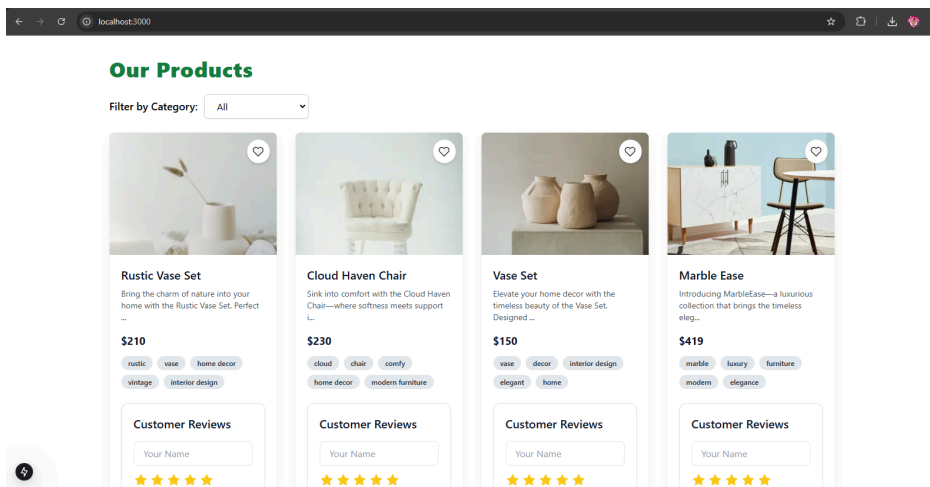 localhost:3000
Our Products
Filter by Category: All
Rustic Vase Set
Bring the charm of nature into your
home with the Rustic Vase Set. Perfect
...
$210
rustic vase home decor
vintage interior design
Customer Reviews
Your Name
Cloud Haven Chair
Sink into comfort with the Cloud Haven
Chair—where softness meets support
i...
$230
cloud chair comfy
home decor modern furniture
Customer Reviews
Your Name
Vase Set
Elevate your home decor with the
timeless beauty of the Vase Set.
Designed ...
$150
vase decor interior design
elegant home
Customer Reviews
Your Name
Marble Ease
Introducing MarbleEase—a luxurious
collection that brings the timeless
eleg...
$419
marble luxury furniture
modern elegance
Customer Reviews
Your Name